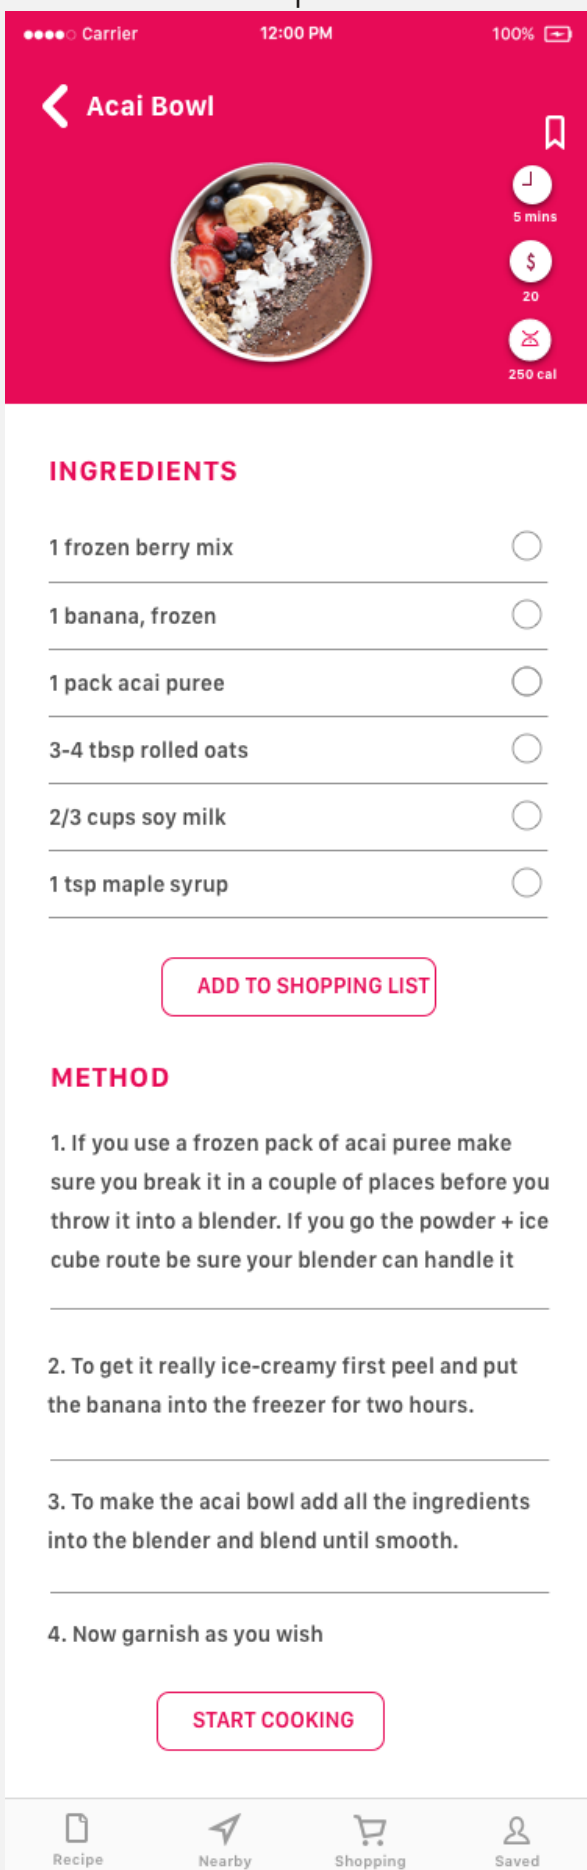 Carrier 12:00 PM 100%
Acai Bowl
5 mins
$
20
250 cal
INGREDIENTS
1 frozen berry mix
1 banana, frozen
1 pack acai puree
3-4 tbsp rolled oats
2/3 cups soy milk
1 tsp maple syrup
ADD TO SHOPPING LIST
METHOD
1. If you use a frozen pack of acai puree make
sure you break it in a couple of places before you
throw it into a blender. If you go the powder + ice
cube route be sure your blender can handle it
2. To get it really ice-creamy first peel and put
the banana into the freezer for two hours.
3. To make the acai bowl add all the ingredients
into the blender and blend until smooth.
4. Now garnish as you wish
START COOKING
Recipe Nearby Shopping Saved